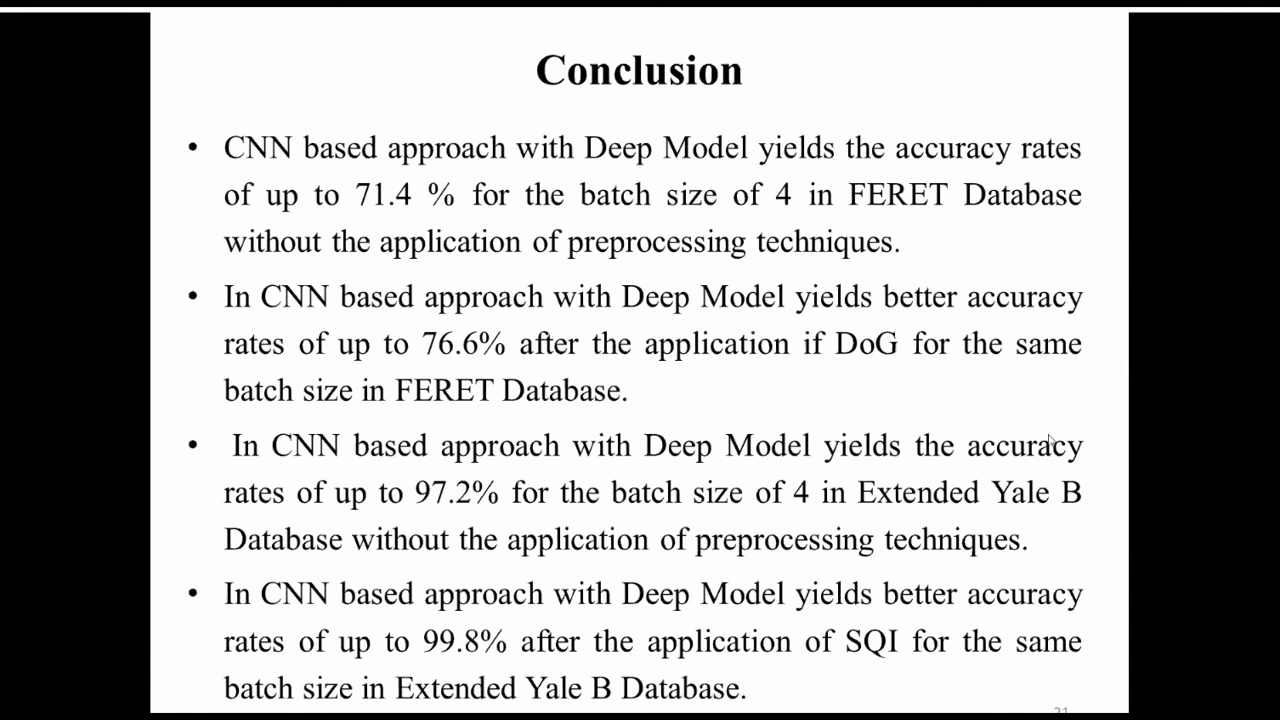 Conclusion
• CNN based approach with Deep Model yields the accuracy rates
of up to 71.4 % for the batch size of 4 in FERET Database
without the application of preprocessing techniques.
• In CNN based approach with Deep Model yields better accuracy
rates of up to 76.6% after the application if DoG for the same
batch size in FERET Database.
• In CNN based approach with Deep Model yields the accuracy
rates of up to 97.2% for the batch size of 4 in Extended Yale B
Database without the application of preprocessing techniques.
• In CNN based approach with Deep Model yields better accuracy
rates of up to 99.8% after the application of SQI for the same
batch size in Extended Yale B Database.